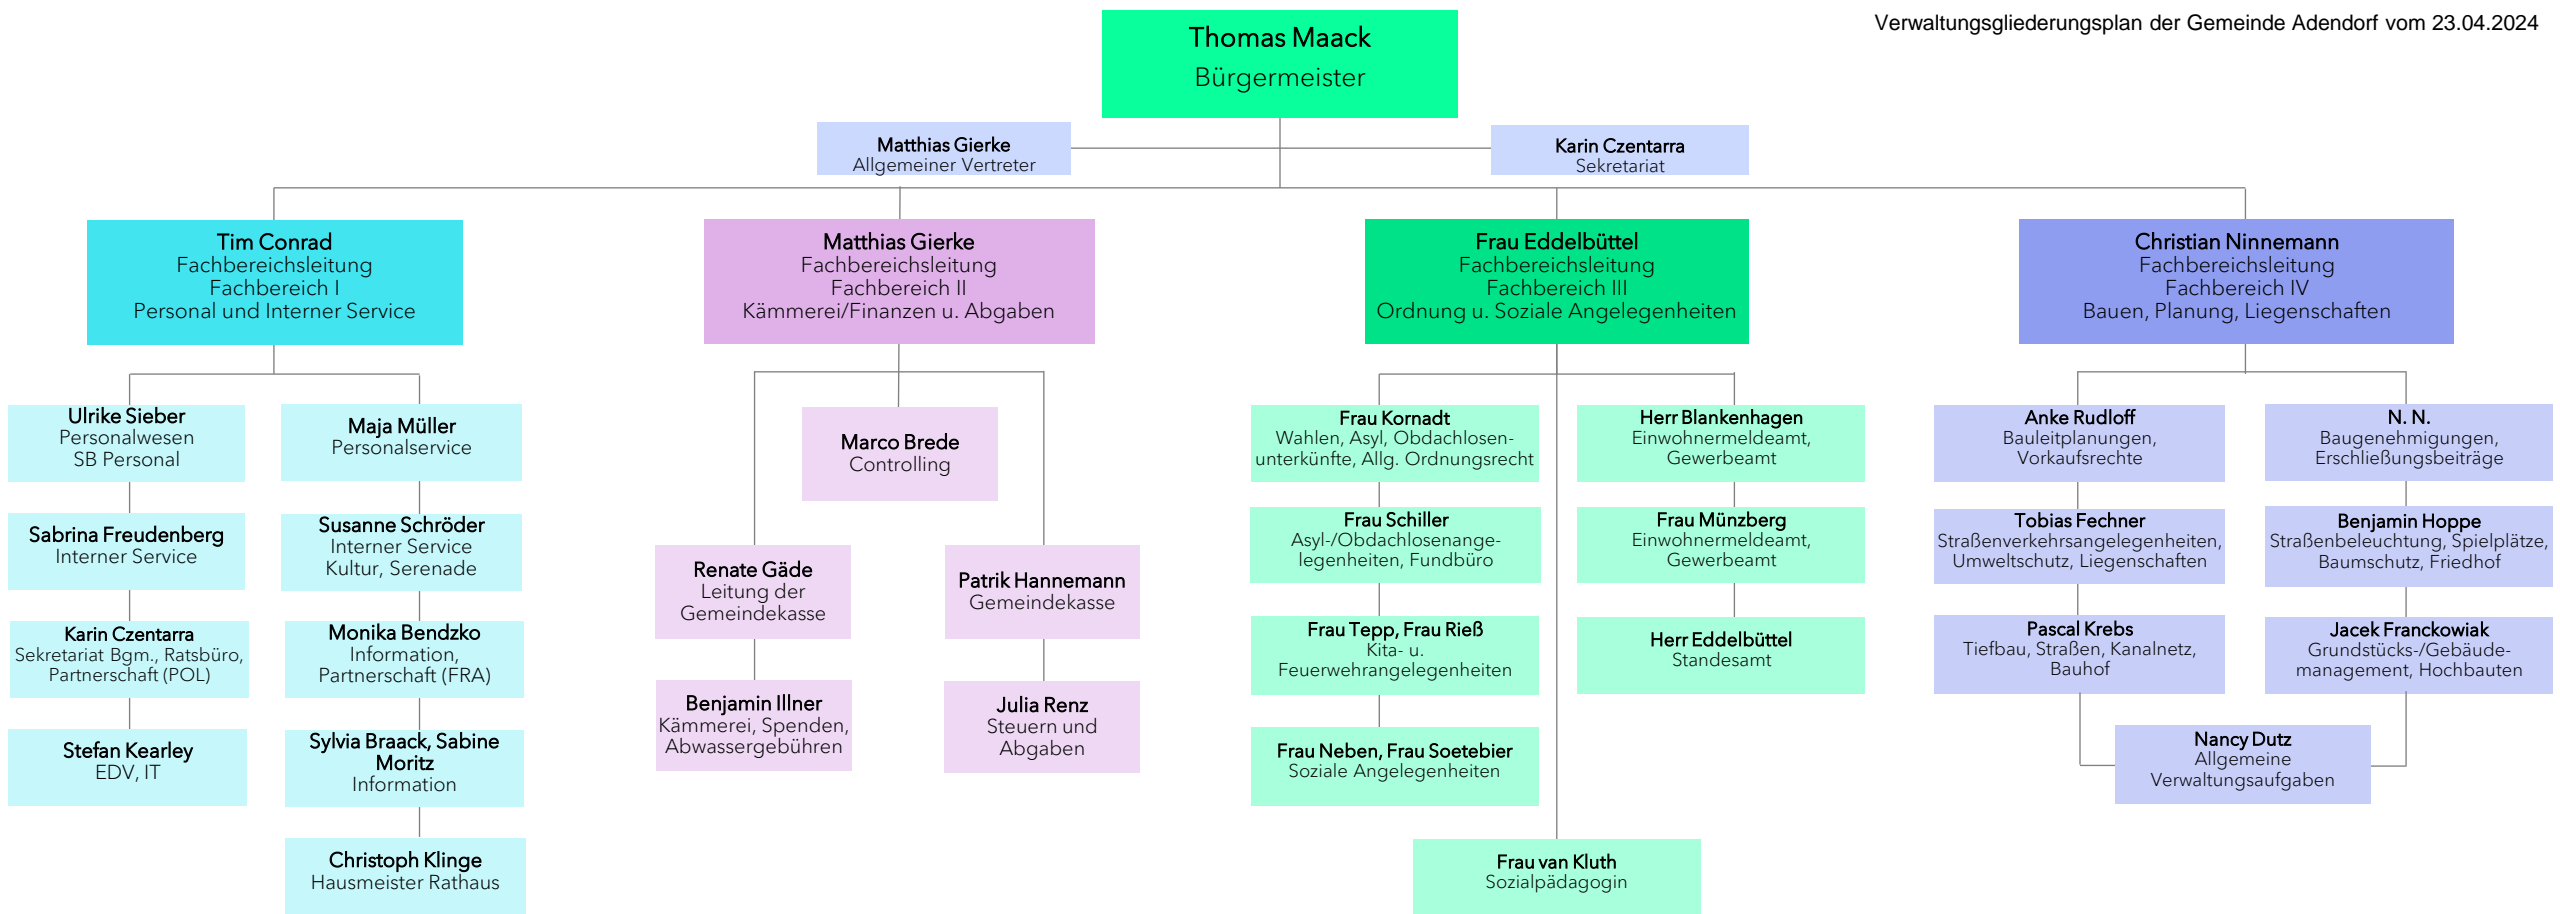 Verwaltungsgliederungsplan der Gemeinde Adendorf vom 23.04.2024
Thomas Maack
Bürgermeister
Matthias Gierke
Allgemeiner Vertreter
Karin Czentarra
Sekretariat
Tim Conrad
Fachbereichsleitung
Fachbereich I
Personal und Interner Service
Matthias Gierke
Fachbereichsleitung
Fachbereich II
Kämmerei/Finanzen u. Abgaben
Frau Eddelbüttel
Fachbereichsleitung
Fachbereich III
Ordnung u. Soziale Angelegenheiten
Christian Ninnemann
Fachbereichsleitung
Fachbereich IV
Bauen, Planung, Liegenschaften
Ulrike Sieber
Personalwesen
SB Personal
Sabrina Freudenberg
Interner Service
Karin Czentarra
Sekretariat Bgm., Ratsbüro,
Partnerschaft (POL)
Stefan Kearley
EDV, IT
Maja Müller
Personalservice
Susanne Schröder
Interner Service
Kultur, Serenade
Monika Bendzko
Information,
Partnerschaft (FRA)
Sylvia Braack, Sabine
Moritz
Information
Christoph Klinge
Hausmeister Rathaus
Marco Brede
Controlling
Renate Gäde
Leitung der
Gemeindekasse
Benjamin Illner
Kämmerei, Spenden,
Abwassergebühren
Patrik Hannemann
Gemeindekasse
Julia Renz
Steuern und
Abgaben
Frau Kornadt
Wahlen, Asyl, Obdachlosen-
unterkünfte, Allg. Ordnungsrecht
Frau Schiller
Asyl-/Obdachlosenange-
legenheiten, Fundbüro
Frau Tepp, Frau Rieß
Kita- u.
Feuerwehrangelegenheiten
Frau Neben, Frau Soetebier
Soziale Angelegenheiten
Herr Blankenhagen
Einwohnermeldeamt,
Gewerbeamt
Frau Münzberg
Einwohnermeldeamt,
Gewerbeamt
Herr Eddelbüttel
Standesamt
Frau van Kluth
Sozialpädagogin
Anke Rudloff
Bauleitplanungen,
Vorkaufsrechte
Tobias Fechner
Straßenverkehrsangelegenheiten,
Umweltschutz, Liegenschaften
Pascal Krebs
Tiefbau, Straßen, Kanalnetz,
Bauhof
N. N.
Baugenehmigungen,
Erschließungsbeiträge
Benjamin Hoppe
Straßenbeleuchtung, Spielplätze,
Baumschutz, Friedhof
Jacek Franckowiak
Grundstücks-/Gebäude-
management, Hochbauten
Nancy Dutz
Allgemeine
Verwaltungsaufgaben